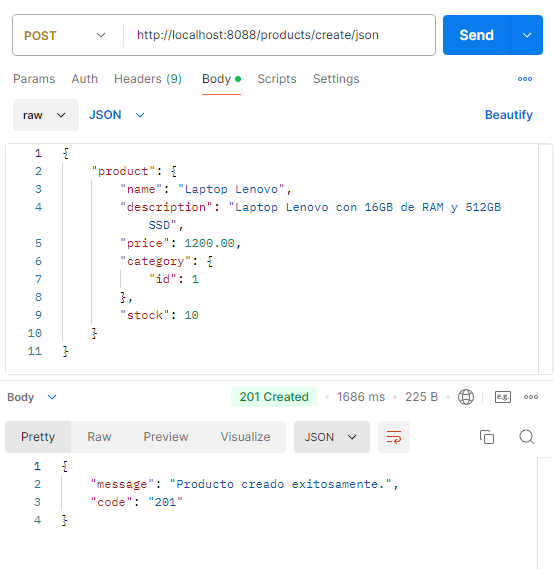 POST http://localhost:8088/products/create/json Send
Params Auth Headers (9) Body Scripts Settings
raw JSON Beautify
1 {
2 "product": {
3 "name": "Laptop Lenovo",
4 "description": "Laptop Lenovo con 16GB de RAM y 512GB
SSD",
5 "price": 1200.00,
6 "category": {
7 "id": 1
8 },
9 "stock": 10
10 }
11 }
Body 201 Created 1686 ms 225 B e.g.
Pretty Raw Preview Visualize JSON
1 {
2 "message": "Producto creado exitosamente.",
3 "code": "201"
4 }